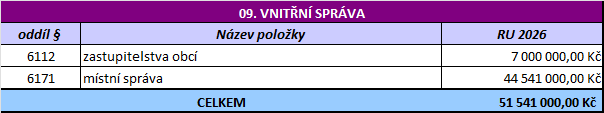 09. VNITŘNÍ SPRÁVA
oddíl § Název položky RU 2026
6112 zastupitelstva obcí 7 000 000,00 Kč
6171 místní správa 44 541 000,00 Kč
CELKEM 51 541 000,00 Kč